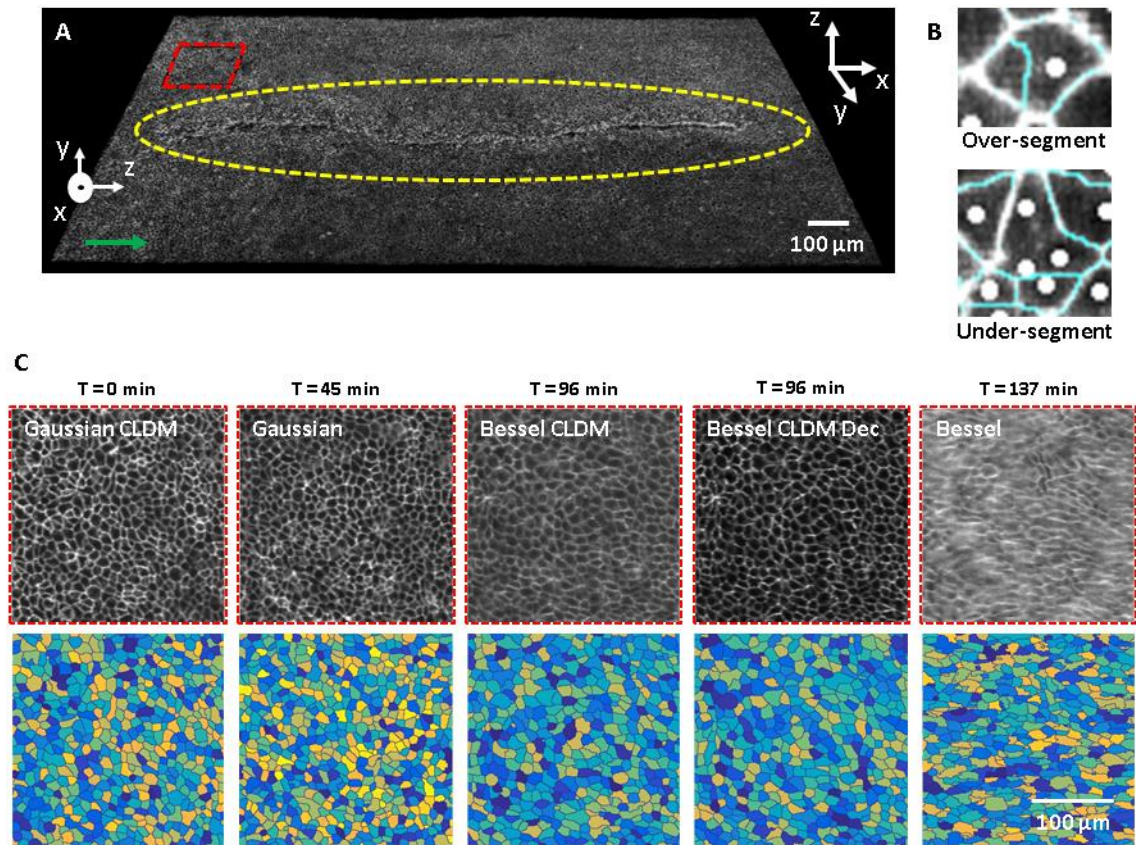 A
z
x
y
y
z
x
100 µm
B
Over-segment
Under-segment
C
T = 0 min
T = 45 min
T = 96 min
T = 96 min
T = 137 min
Gaussian CLDM
Gaussian
Bessel CLDM
Bessel CLDM Dec
Bessel
100 µm